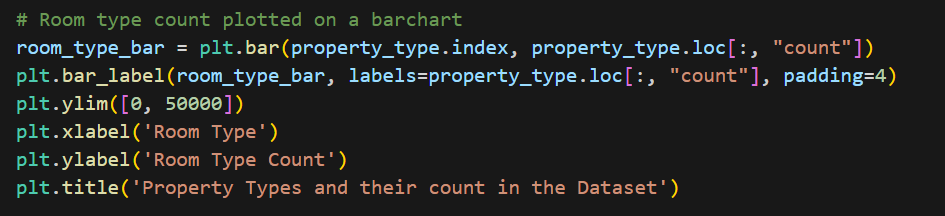 # Room type count plotted on a barchart
room_type_bar = plt.bar(property_type.index, property_type.loc[:, "count"])
plt.bar_label(room_type_bar, labels=property_type.loc[:, "count"], padding=4)
plt.ylim([0, 50000])
plt.xlabel('Room Type')
plt.ylabel('Room Type Count')
plt.title('Property Types and their count in the Dataset')